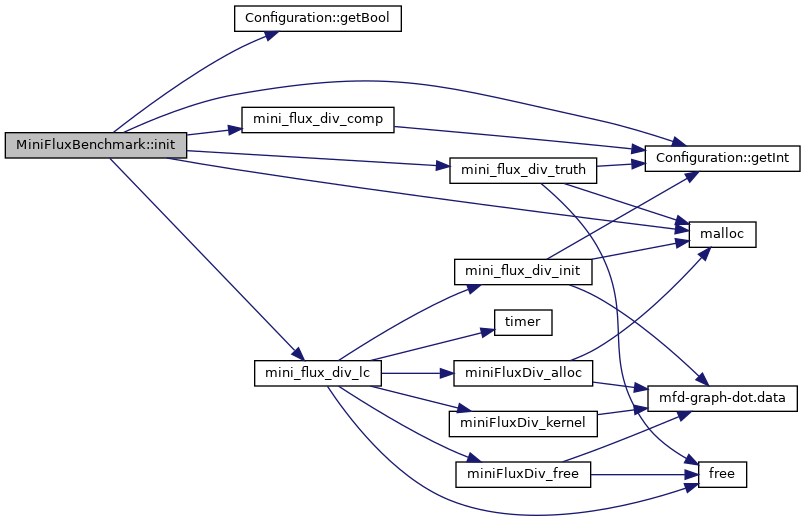 Configuration::getBool
MiniFluxBenchmark::init
mini_flux_div_comp
Configuration::getInt
mini_flux_div_truth
malloc
mini_flux_div_init
timer
mini_flux_div_lc
miniFluxDiv_alloc
mfd-graph-dot.data
miniFluxDiv_kernel
miniFluxDiv_free
free